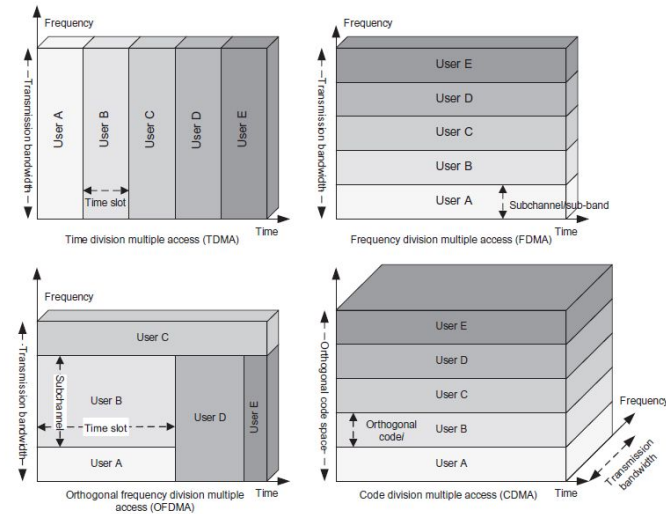 Frequency
Transmission bandwidth
User A
User B
User C
User D
User E
Time slot
Time
Time division multiple access (TDMA)
Frequency
Transmission bandwidth
User E
User D
User C
User B
User A
Subchannel/sub-band
Time
Frequency division multiple access (FDMA)
Frequency
Transmission bandwidth
User C
Subchannel
User B
Time slot
User D
User E
User A
Time
Orthogonal frequency division multiple
access (OFDMA)
Orthogonal code space
User E
User D
User C
Orthogonal
codei
User B
User A
Frequency
Transmission
bandwidth
Time
Code division multiple access (CDMA)